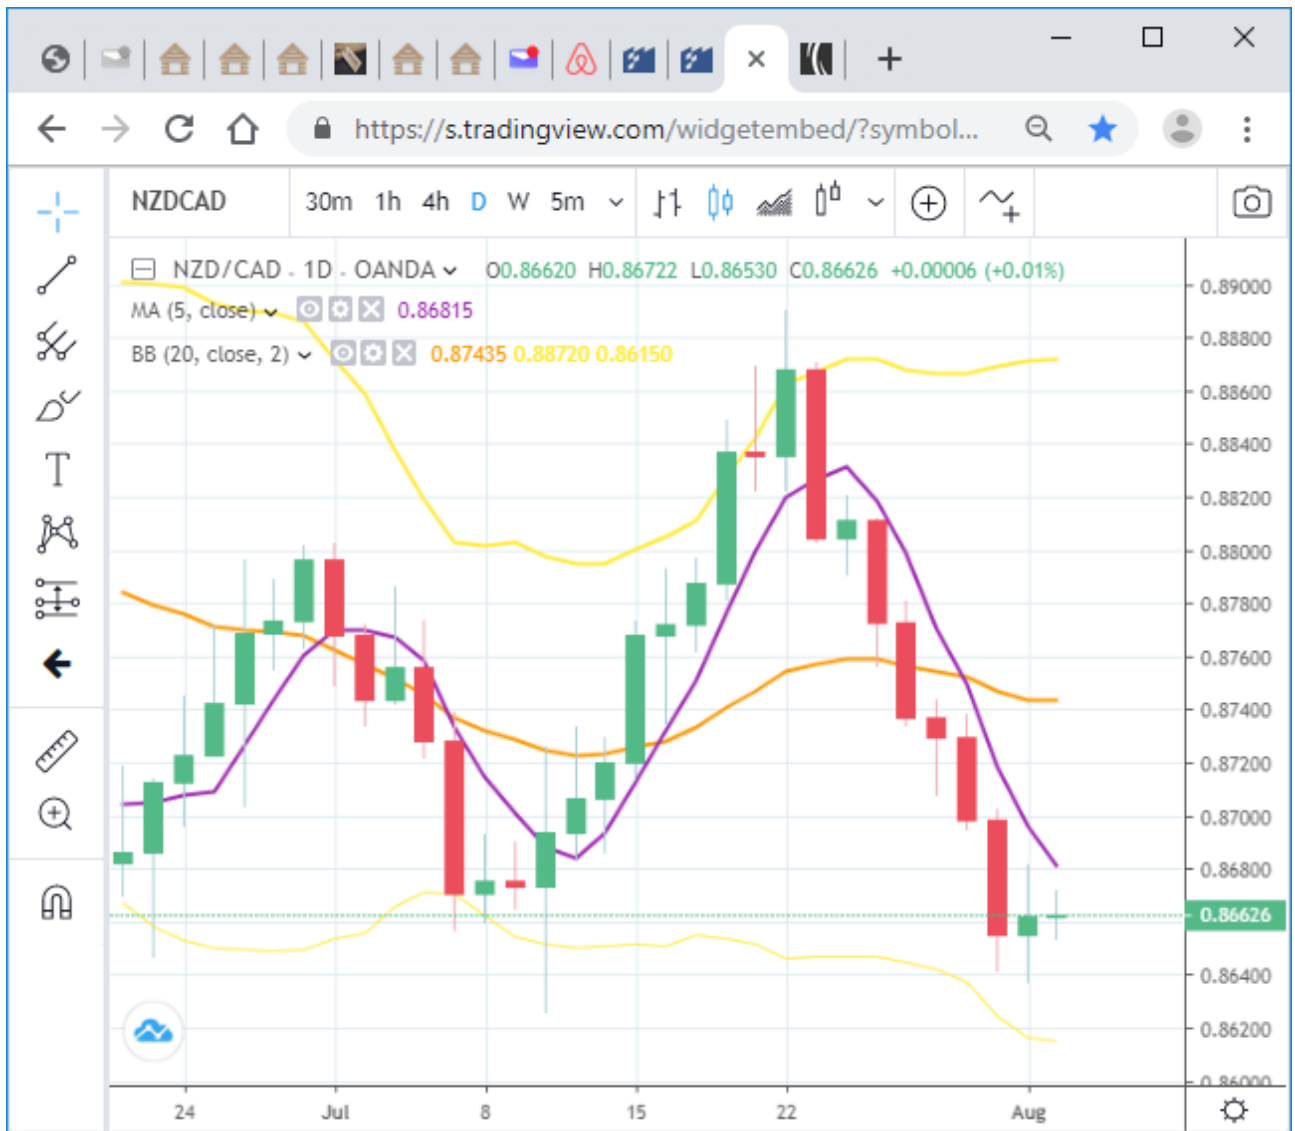 https://s.tradingview.com/widgetembed/?symbol...
NZDCAD 30m 1h 4h D W 5m
NZD/CAD - 1D - OANDA O0.86620 H0.86722 L0.86530 C0.86626 +0.00006 (+0.01%)
MA (5, close) 0.86815
BB (20, close, 2) 0.87435 0.88720 0.86150
0.89000
0.88800
0.88600
0.88400
0.88200
0.88000
0.87800
0.87600
0.87400
0.87200
0.87000
0.86800
0.86626
0.86400
0.86200
0.86000
24 Jul 8 15 22 Aug